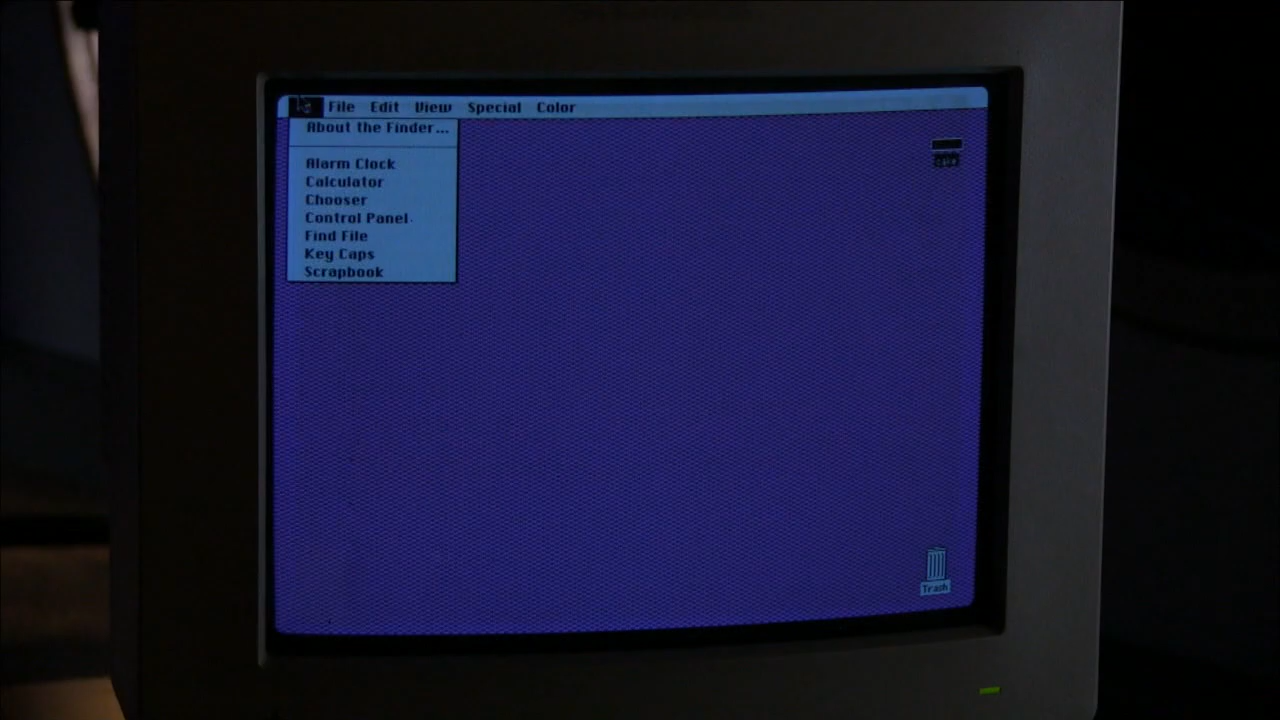 File Edit View Special Color
About the Finder...
Alarm Clock
Calculator
Chooser
Control Panel
Find File
Key Caps
Scrapbook
cake
Trash